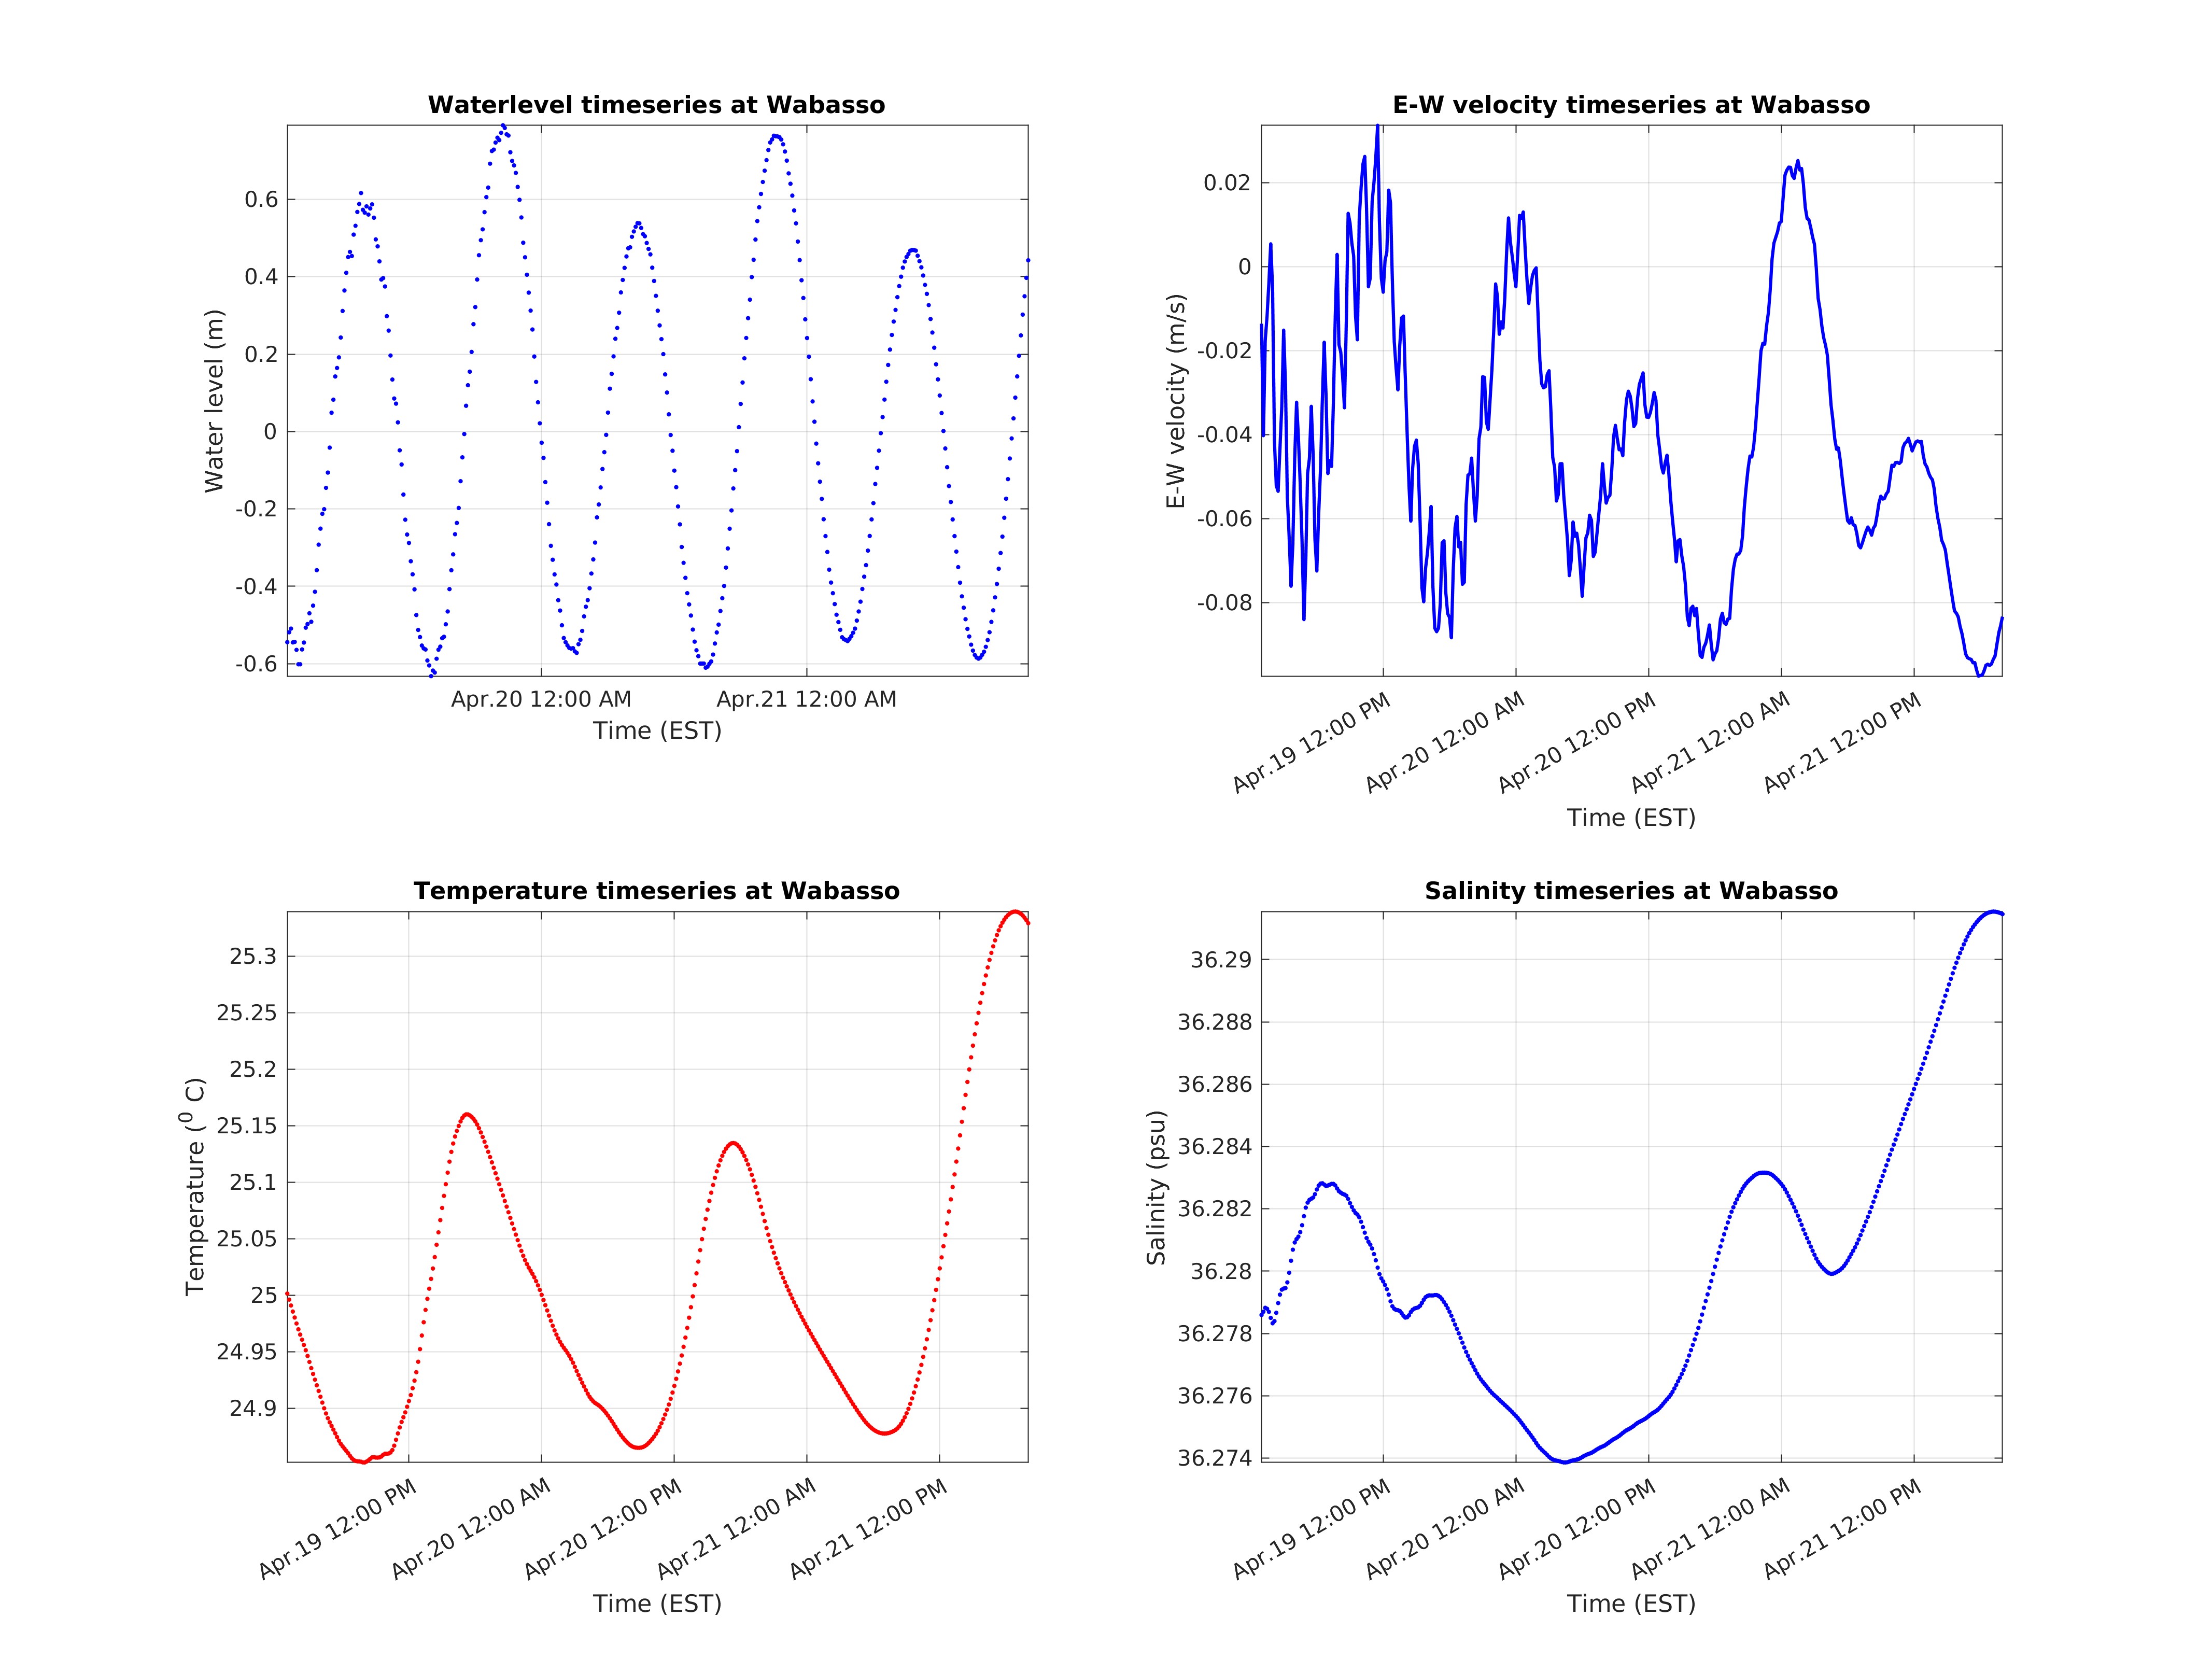 Waterlevel timeseries at Wabasso
0.6
0.4
0.2
0
-0.2
-0.4
-0.6
Water level (m)
Apr.20 12:00 AM
Apr.21 12:00 AM
Time (EST)
E-W velocity timeseries at Wabasso
0.02
0
-0.02
-0.04
-0.06
-0.08
E-W velocity (m/s)
Apr.19 12:00 PM
Apr.20 12:00 AM
Apr.20 12:00 PM
Apr.21 12:00 AM
Apr.21 12:00 PM
Time (EST)
Temperature timeseries at Wabasso
25.3
25.25
25.2
25.15
25.1
25.05
25
24.95
24.9
Temperature (⁰ C)
Apr.19 12:00 PM
Apr.20 12:00 AM
Apr.20 12:00 PM
Apr.21 12:00 AM
Apr.21 12:00 PM
Time (EST)
Salinity timeseries at Wabasso
36.29
36.288
36.286
36.284
36.282
36.28
36.278
36.276
36.274
Salinity (psu)
Apr.19 12:00 PM
Apr.20 12:00 AM
Apr.20 12:00 PM
Apr.21 12:00 AM
Apr.21 12:00 PM
Time (EST)